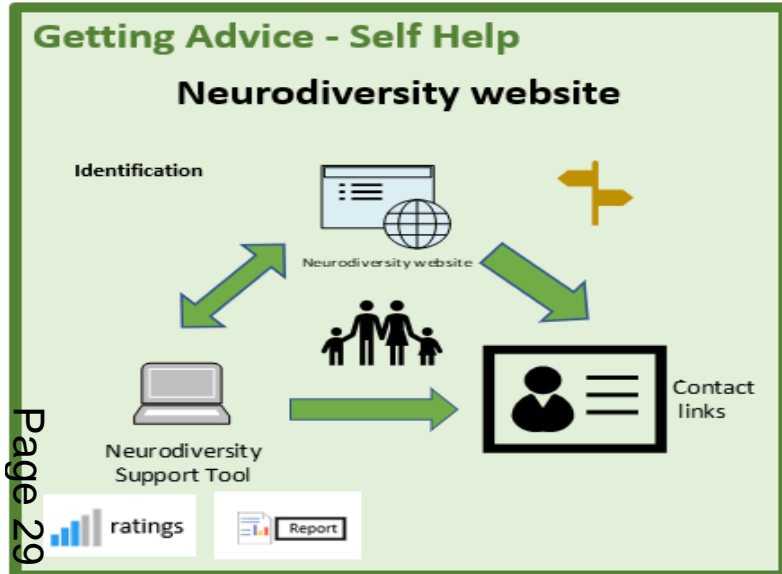 Getting Advice - Self Help
Neurodiversity website
Identification
Neurodiversity website
Contact
links
Neurodiversity
Support Tool
ratings
Report
Page 29